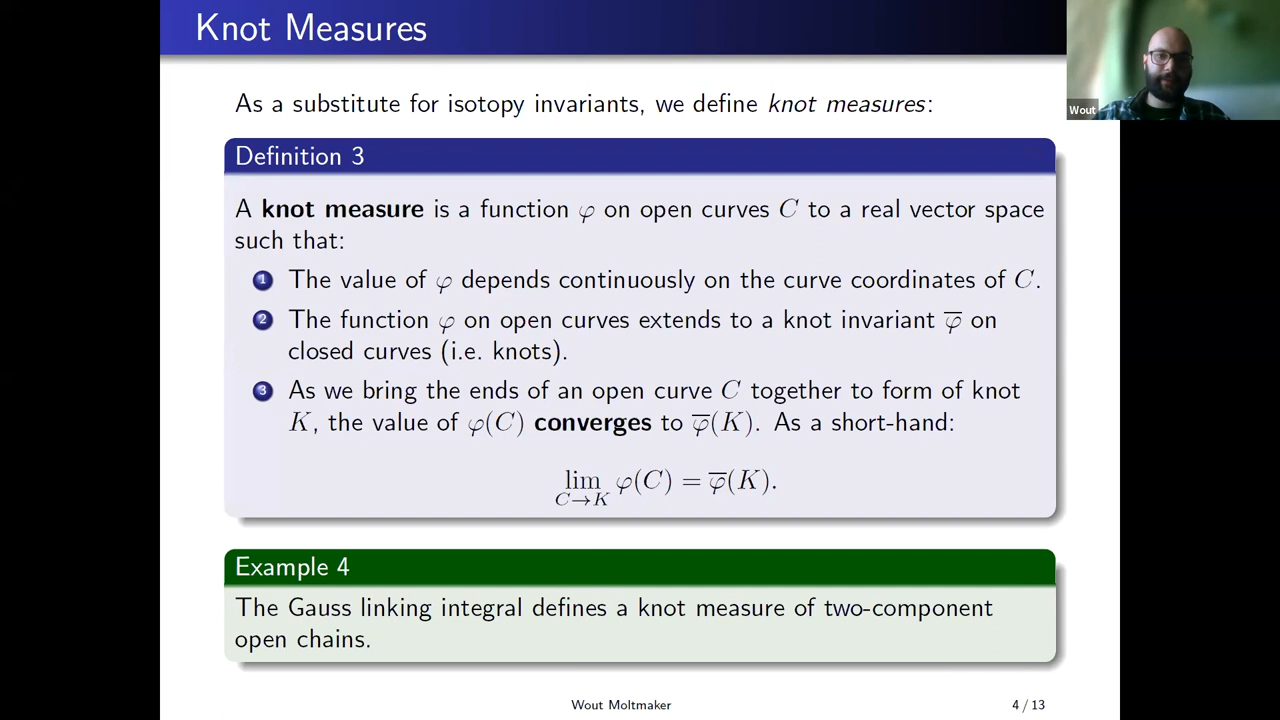 Knot Measures
Wout
As a substitute for isotopy invariants, we define knot measures:
Definition 3
A knot measure is a function φ on open curves C to a real vector space
such that:
1 The value of φ depends continuously on the curve coordinates of C.
2 The function φ on open curves extends to a knot invariant φ̅ on
closed curves (i.e. knots).
3 As we bring the ends of an open curve C together to form of knot
K, the value of φ(C) converges to φ̅(K). As a short-hand:
lim φ(C) = φ̅(K).
C→K
Example 4
The Gauss linking integral defines a knot measure of two-component
open chains.
Wout Moltmaker
4 / 13